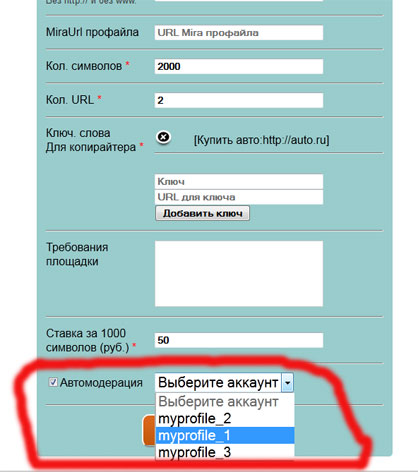 Без http:// и без www.
MiraUrl профайла
URL Mira профайла
Кол. символов *
2000
Кол. URL *
2
Ключ. слова
Для копирайтера *
[Купить авто:http://auto.ru]
Ключ
URL для ключа
Добавить ключ
Требования
площадки
Ставка за 1000
символов (руб.) *
50
Автомодерация
Выберите аккаунт
Выберите аккаунт
myprofile_2
myprofile_1
myprofile_3